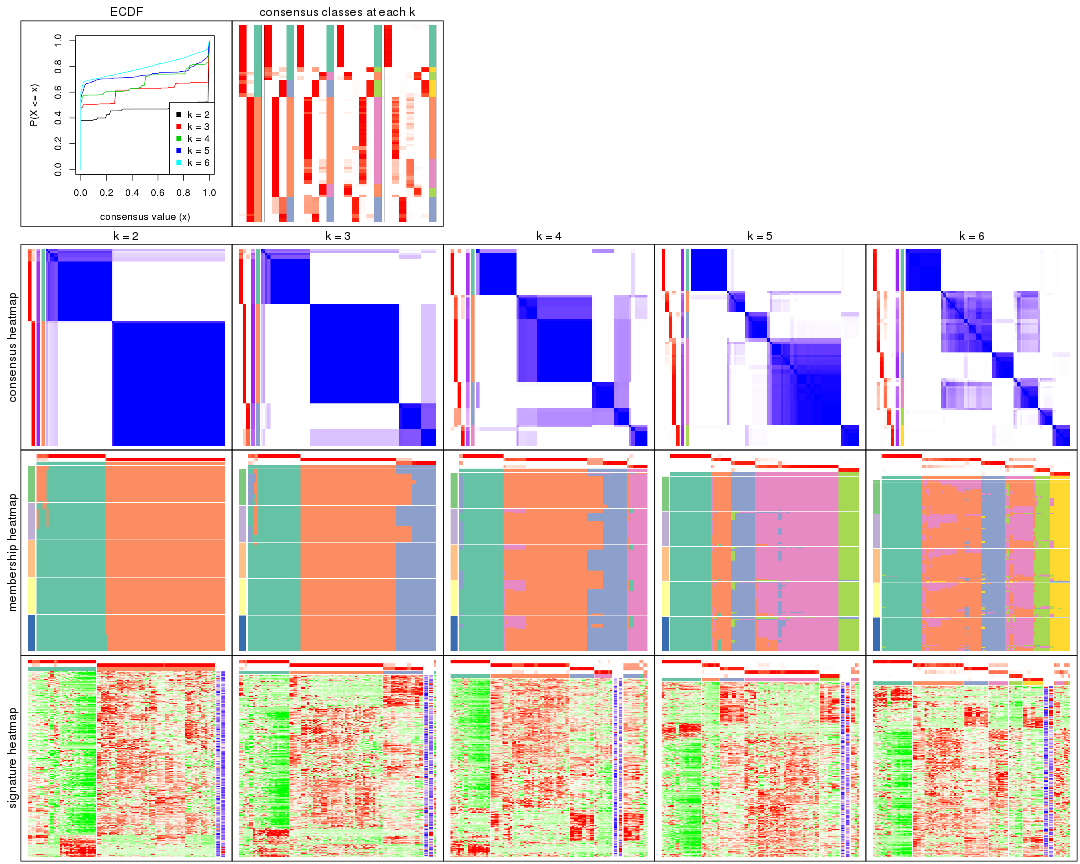 ECDF
consensus classes at each k
P(X <= x)
0.0 0.2 0.4 0.6 0.8 1.0
k = 2
k = 3
k = 4
k = 5
k = 6
0.0 0.2 0.4 0.6 0.8 1.0
consensus value (x)
k = 2 k = 3 k = 4 k = 5 k = 6
consensus heatmap
membership heatmap
signature heatmap